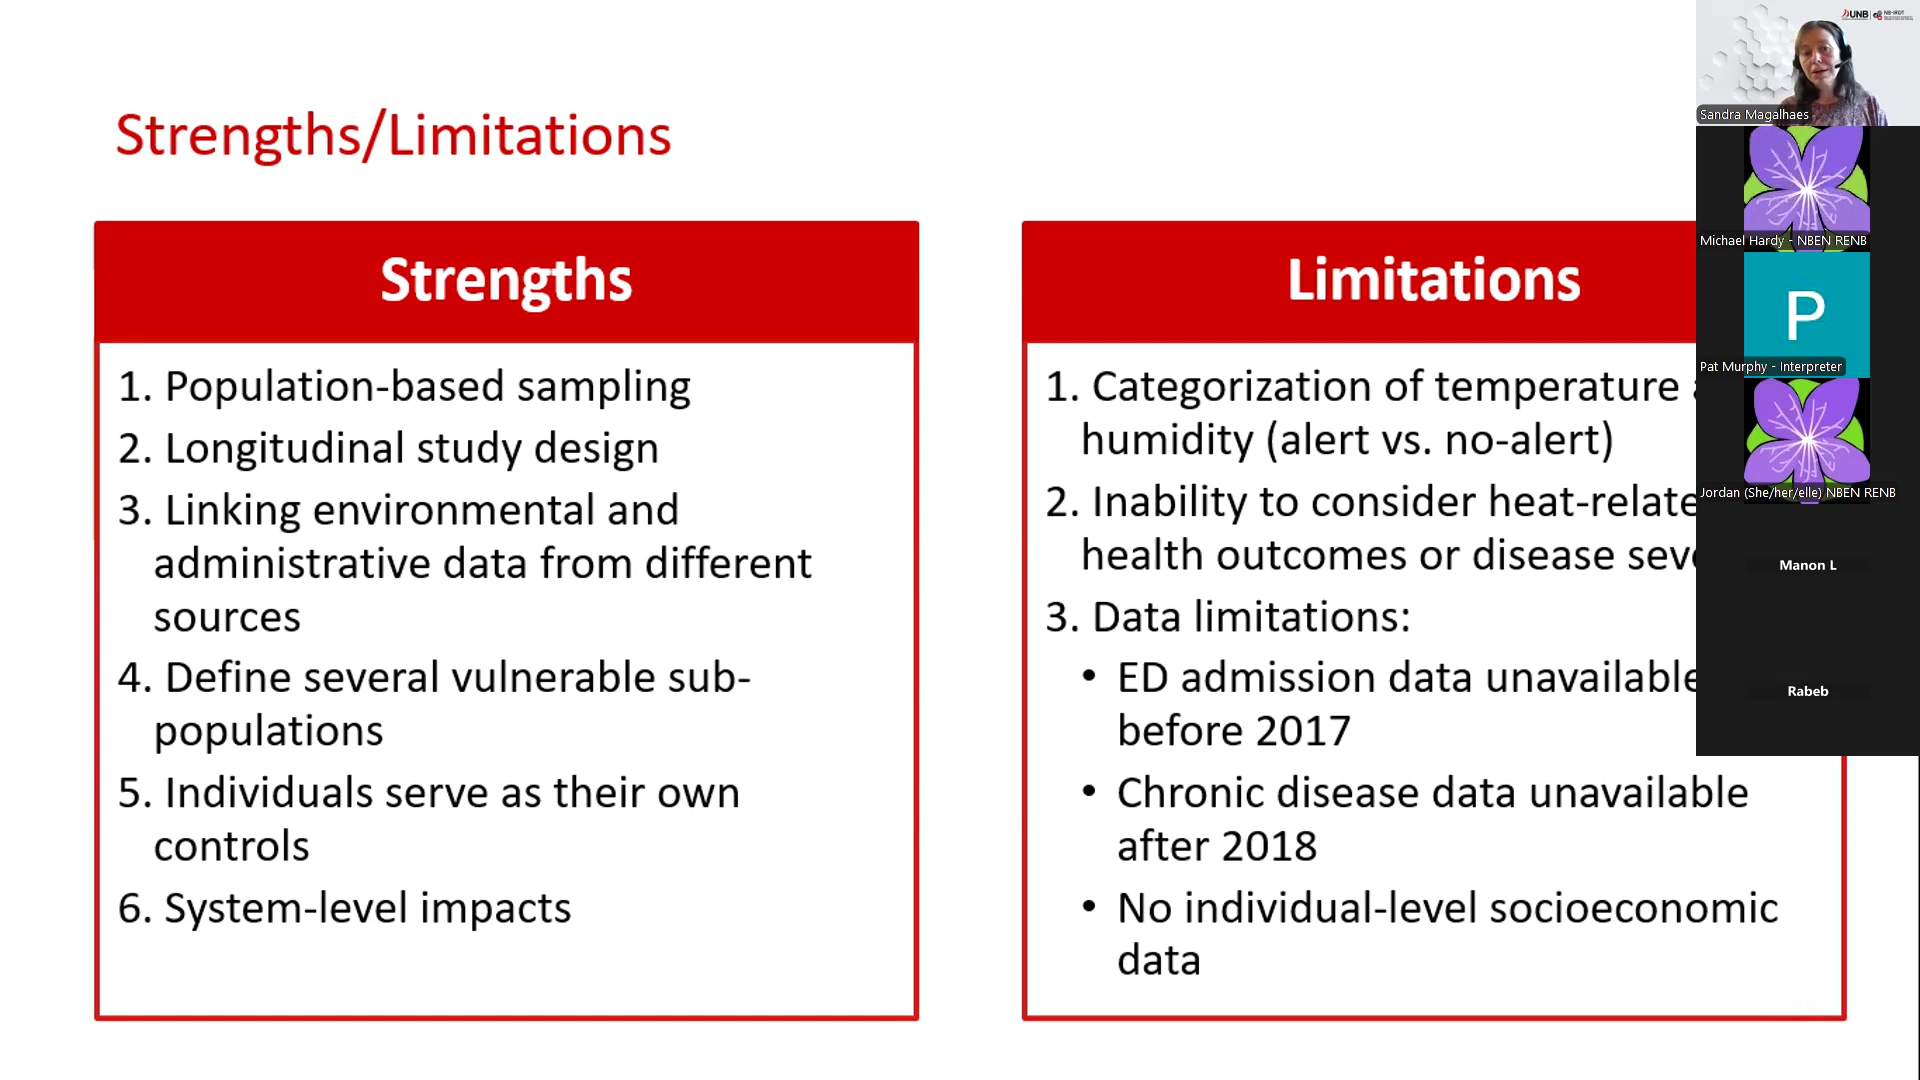 Strengths/Limitations
Strengths
1. Population-based sampling
2. Longitudinal study design
3. Linking environmental and
administrative data from different
sources
4. Define several vulnerable sub-
populations
5. Individuals serve as their own
controls
6. System-level impacts
Limitations
1. Categorization of temperature
humidity (alert vs. no-alert)
2. Inability to consider heat-relate
health outcomes or disease sev
3. Data limitations:
• ED admission data unavailable
before 2017
• Chronic disease data unavailable
after 2018
• No individual-level socioeconomic
data
UNB
Sandra Magalhaes
Michael Hardy - NBEN RENB
P
Pat Murphy - Interpreter
Jordan (She/her/elle) NBEN RENB
Manon L
Rabeb